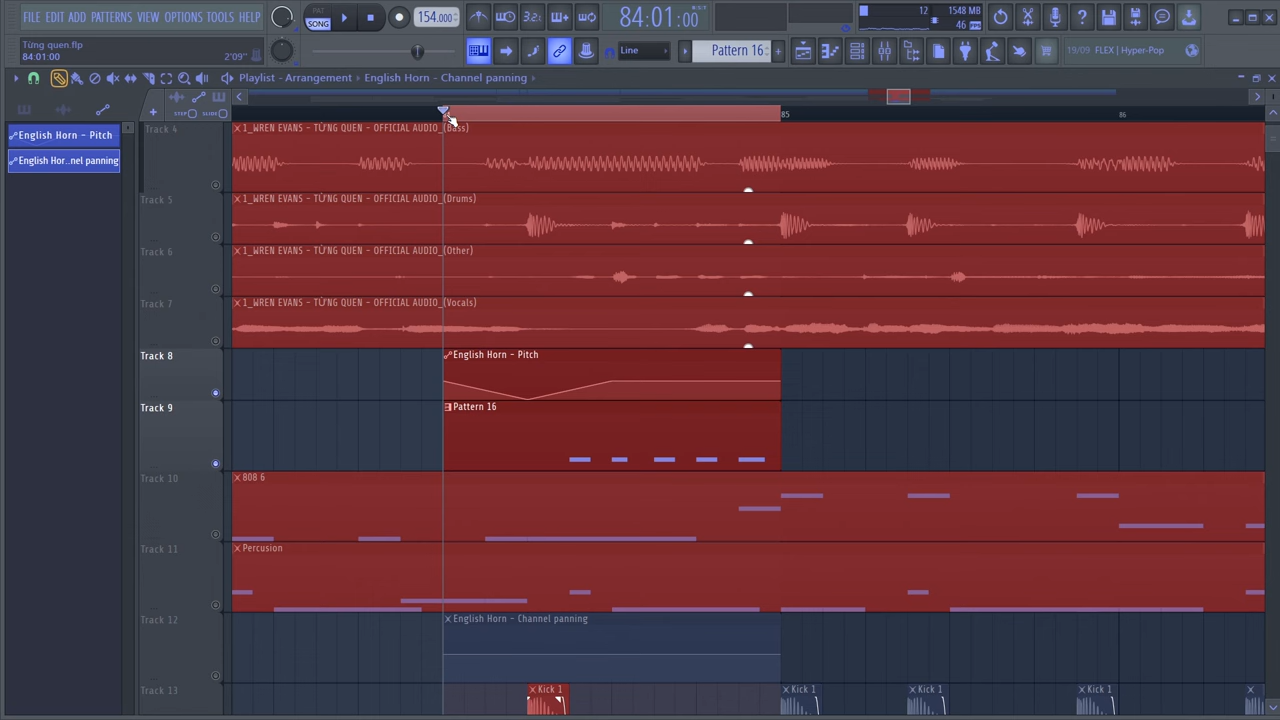 FILE EDIT ADD PATTERNS VIEW OPTIONS TOOLS HELP
PAT
SONG
154.000
32:
84:01:00
B:S:T
12
1548 MB
46
Từng quen.flp
84:01:00
2'09"
Line
Pattern 16
19/09 FLEX | Hyper-Pop
Playlist - Arrangement › English Horn - Channel panning ›
STEP
SLIDE
85
86
English Horn - Pitch
English Hor..nel panning
Track 4
1_WREN EVANS - TỪNG QUEN - OFFICIAL AUDIO_(Bass)
Track 5
1_WREN EVANS - TỪNG QUEN - OFFICIAL AUDIO_(Drums)
Track 6
1_WREN EVANS - TỪNG QUEN - OFFICIAL AUDIO_(Other)
Track 7
1_WREN EVANS - TỪNG QUEN - OFFICIAL AUDIO_(Vocals)
Track 8
English Horn - Pitch
Track 9
Pattern 16
Track 10
808 6
Track 11
Percusion
Track 12
English Horn - Channel panning
Track 13
Kick 1
Kick 1
Kick 1
Kick 1